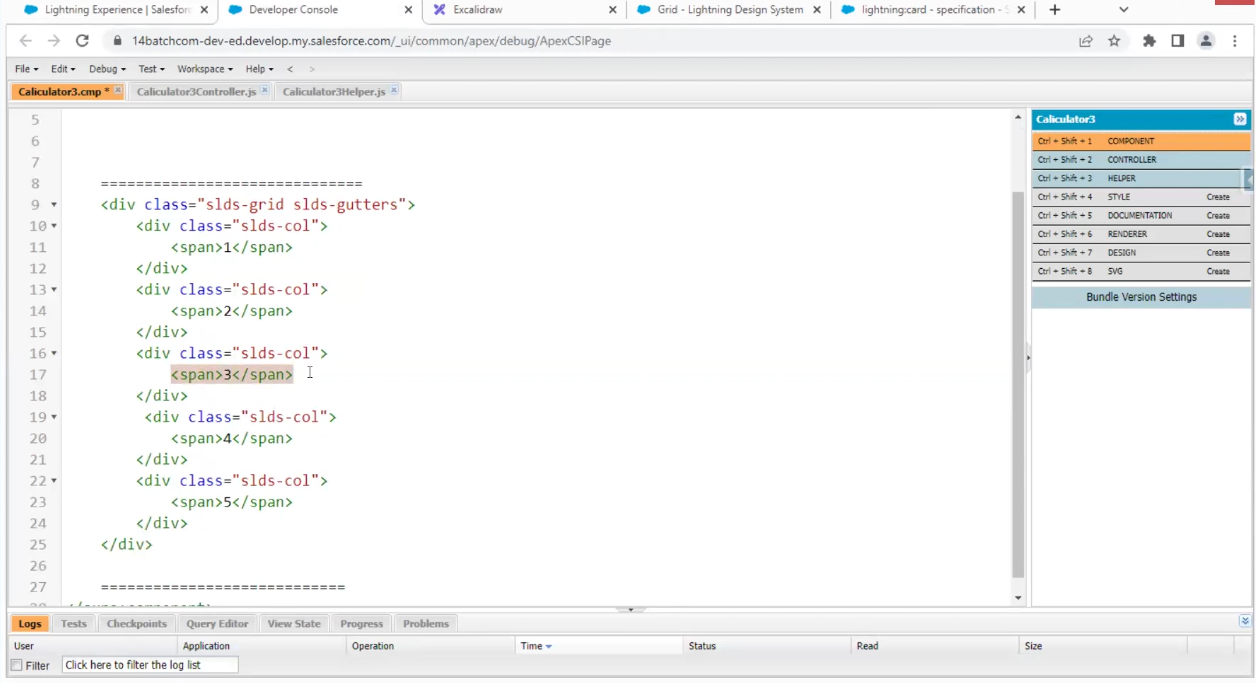 Lightning Experience | Salesforc
Developer Console
Excalidraw
Grid - Lightning Design System
lightning:card - specification - S
14batchcom-dev-ed.develop.my.salesforce.com/_ui/common/apex/debug/ApexCSIPage
File Edit Debug Test Workspace Help < >
Caliculator3.cmp * Caliculator3Controller.js Caliculator3Helper.js
5
6
7
8 ==============================
9 <div class="slds-grid slds-gutters">
10 <div class="slds-col">
11 <span>1</span>
12 </div>
13 <div class="slds-col">
14 <span>2</span>
15 </div>
16 <div class="slds-col">
17 <span>3</span>
18 </div>
19 <div class="slds-col">
20 <span>4</span>
21 </div>
22 <div class="slds-col">
23 <span>5</span>
24 </div>
25 </div>
26
27 ============================
Caliculator3
Ctrl + Shift + 1 COMPONENT
Ctrl + Shift + 2 CONTROLLER
Ctrl + Shift + 3 HELPER
Ctrl + Shift + 4 STYLE Create
Ctrl + Shift + 5 DOCUMENTATION Create
Ctrl + Shift + 6 RENDERER Create
Ctrl + Shift + 7 DESIGN Create
Ctrl + Shift + 8 SVG Create
Bundle Version Settings
Logs Tests Checkpoints Query Editor View State Progress Problems
User Application Operation Time Status Read Size
Filter Click here to filter the log list